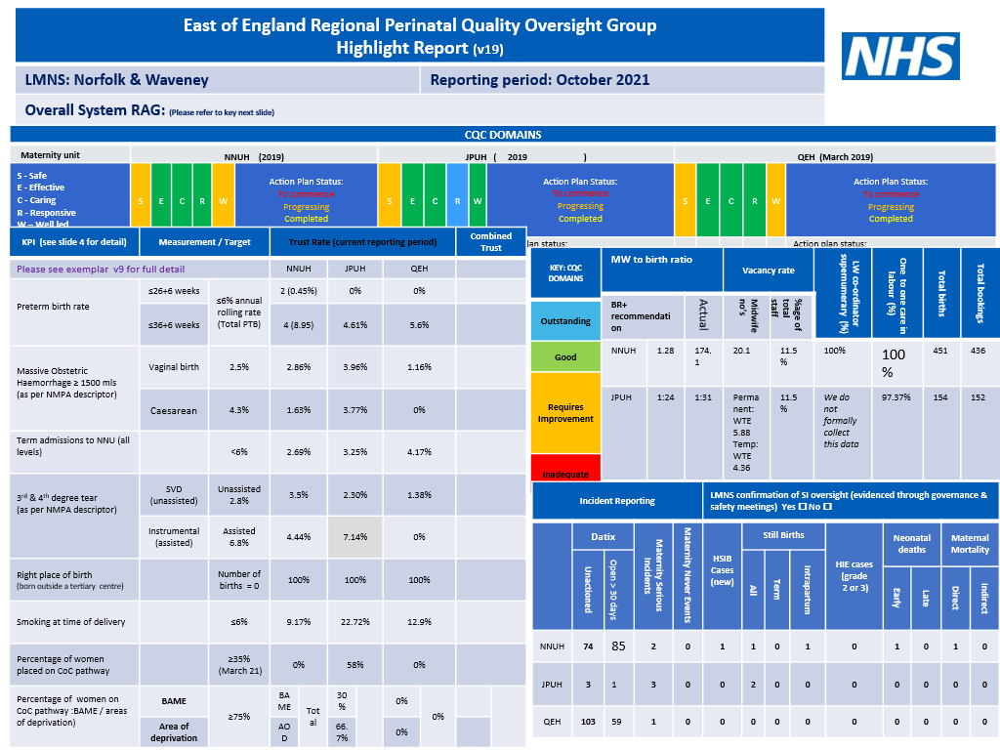 East of England Regional Perinatal Quality Oversight Group
Highlight Report (v19)
NHS
LMNS: Norfolk & Waveney
Reporting period: October 2021
Overall System RAG: (Please refer to key next slide)
CQC DOMAINS
Maternity unit
NNUH (2019)
JPUH ( 2019 )
QEH (March 2019)
S - Safe
E - Effective
C - Caring
R - Responsive
W – Well led
S E C R W
Action Plan Status:
To commence
Progressing
Completed
S E C R W
Action Plan Status:
To commence
Progressing
Completed
S E C R W
Action Plan Status:
To commence
Progressing
Completed
lan status:
Action plan status:
KPI (see slide 4 for detail)
Measurement / Target
Trust Rate (current reporting period)
Combined
Trust
Please see exemplar v9 for full detail
NNUH
JPUH
QEH
Preterm birth rate
≤26+6 weeks
≤6% annual
rolling rate
(Total PTB)
2 (0.45%)
0%
0%
≤36+6 weeks
4 (8.95)
4.61%
5.6%
Massive Obstetric
Haemorrhage ≥ 1500 mls
(as per NMPA descriptor)
Vaginal birth
2.5%
2.86%
3.96%
1.16%
Caesarean
4.3%
1.63%
3.77%
0%
Term admissions to NNU (all
levels)
<6%
2.69%
3.25%
4.17%
3rd & 4th degree tear
(as per NMPA descriptor)
SVD
(unassisted)
Unassisted
2.8%
3.5%
2.30%
1.38%
Instrumental
(assisted)
Assisted
6.8%
4.44%
7.14%
0%
Right place of birth
(born outside a tertiary centre)
Number of
births = 0
100%
100%
100%
Smoking at time of delivery
≤6%
9.17%
22.72%
12.9%
Percentage of women
placed on CoC pathway
≥35%
(March 21)
0%
58%
0%
Percentage of women on
CoC pathway :BAME / areas
of deprivation)
BAME
≥75%
BA
ME
Tot
al
30
%
0%
0%
Area of
deprivation
AO
D
66.
7%
0%
KEY: CQC
DOMAINS
Outstanding
Good
Requires
Improvement
Inadequate
MW to birth ratio
Vacancy rate
LW co-ordinator
supernumerary (%)
One to one care in
labour (%)
Total births
Total bookings
BR+
recommendati
on
Actual
Midwife
no's
%age of
total
staff
NNUH
1.28
174.
1
20.1
11.5
%
100%
100
%
451
436
JPUH
1:24
1:31
Perma
nent:
WTE
5.88
Temp:
WTE
4.36
11.5
%
We do
not
formally
collect
this data
97.37%
154
152
Incident Reporting
LMNS confirmation of SI oversight (evidenced through governance &
safety meetings) Yes ☐ No ☐
Datix
Maternity Serious
Incidents
Maternity Never Events
HSIB
Cases
(new)
Still Births
HIE cases
(grade
2 or 3)
Neonatal
deaths
Maternal
Mortality
Unactioned
Open > 30 days
All
Term
Intrapartum
Early
Late
Direct
Indirect
NNUH 74 85 2 0 1 1 0 1 0 1 0 1 0
JPUH 3 1 3 0 0 2 0 0 0 0 0 0 0
QEH 103 59 1 0 0 0 0 0 0 0 0 0 0